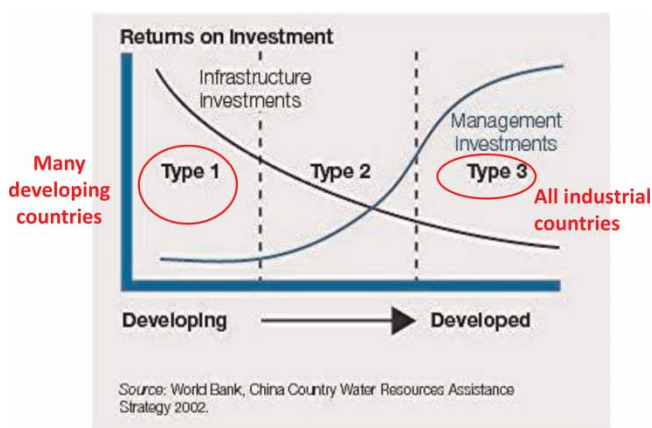 Returns on Investment
Infrastructure
Investments
Management
Investments
Many
developing
countries
Type 1
Type 2
Type 3
All industrial
countries
Developing
Developed
Source: World Bank, China Country Water Resources Assistance
Strategy 2002.